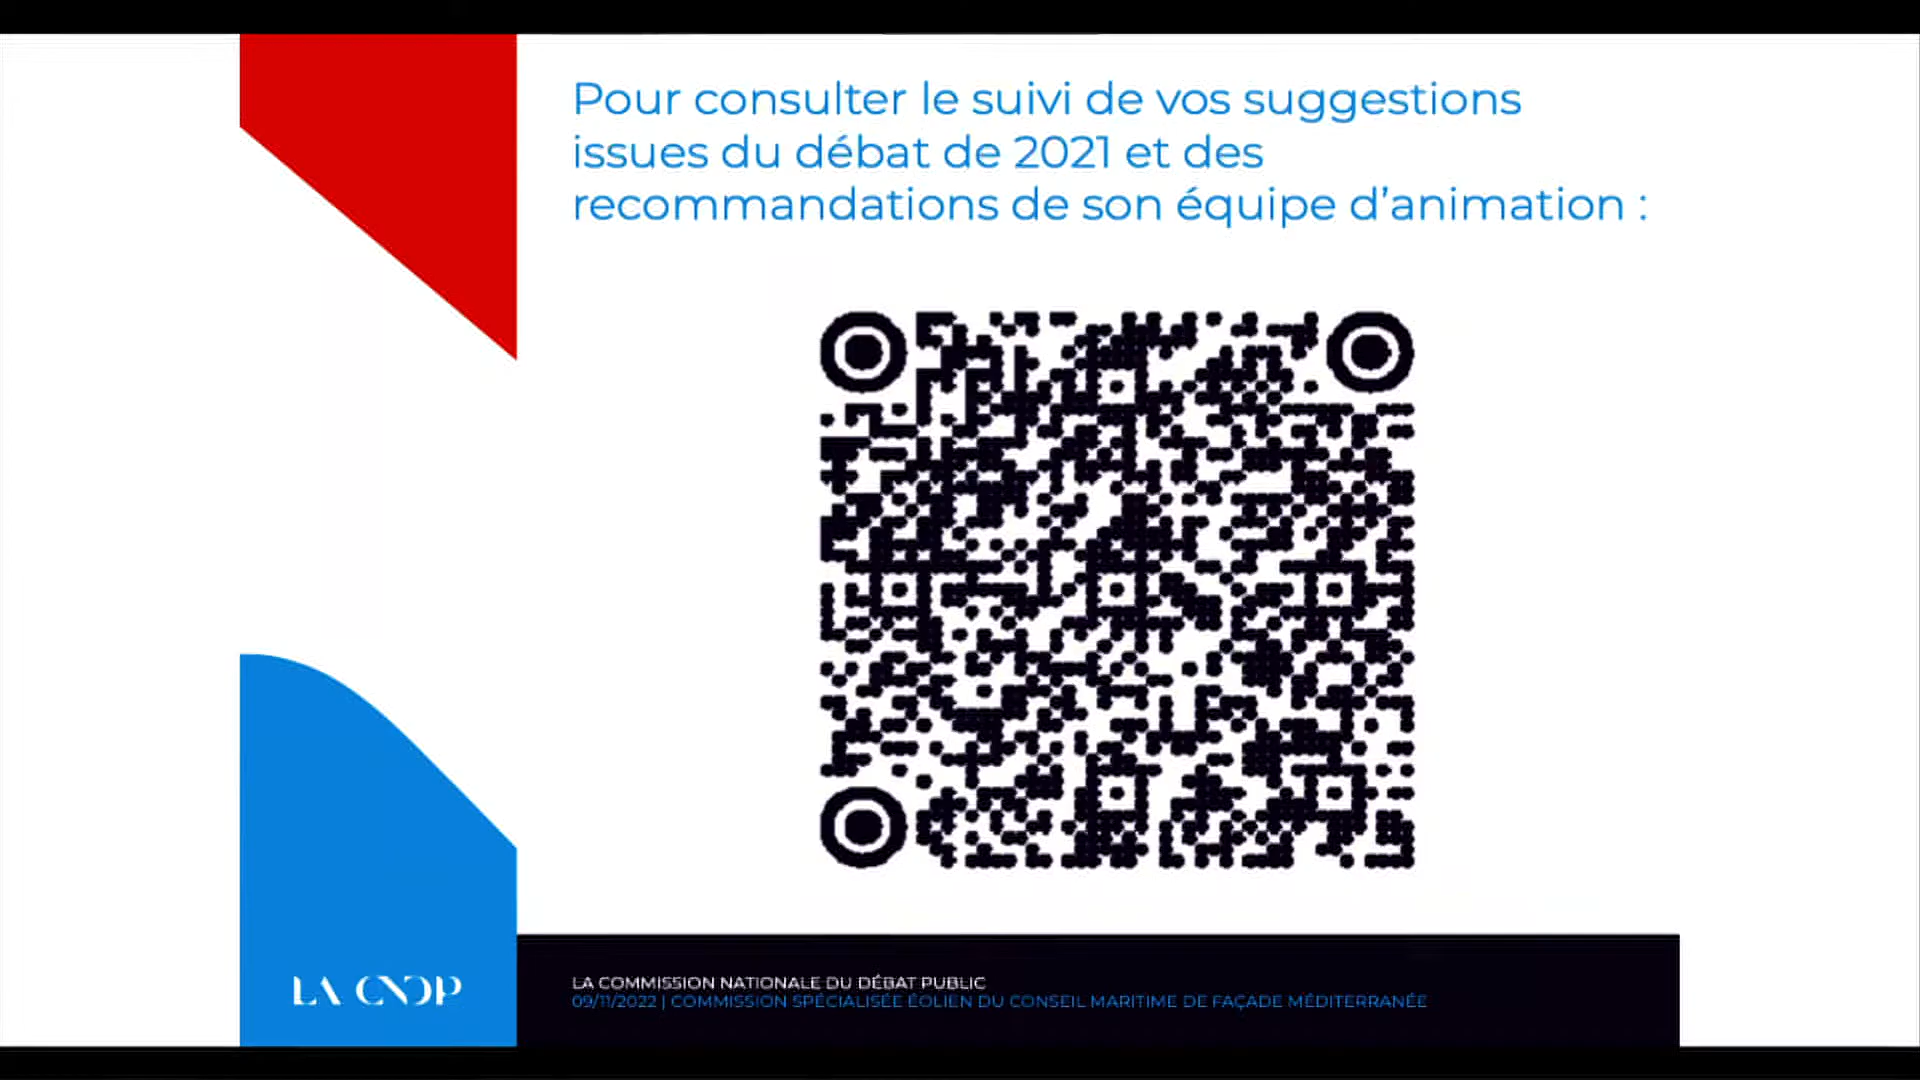 Pour consulter le suivi de vos suggestions
issues du débat de 2021 et des
recommandations de son équipe d’animation :
LA CNDP
LA COMMISSION NATIONALE DU DÉBAT PUBLIC
09/11/2022 | COMMISSION SPÉCIALISÉE ÉOLIEN DU CONSEIL MARITIME DE FAÇADE MÉDITERRANÉE